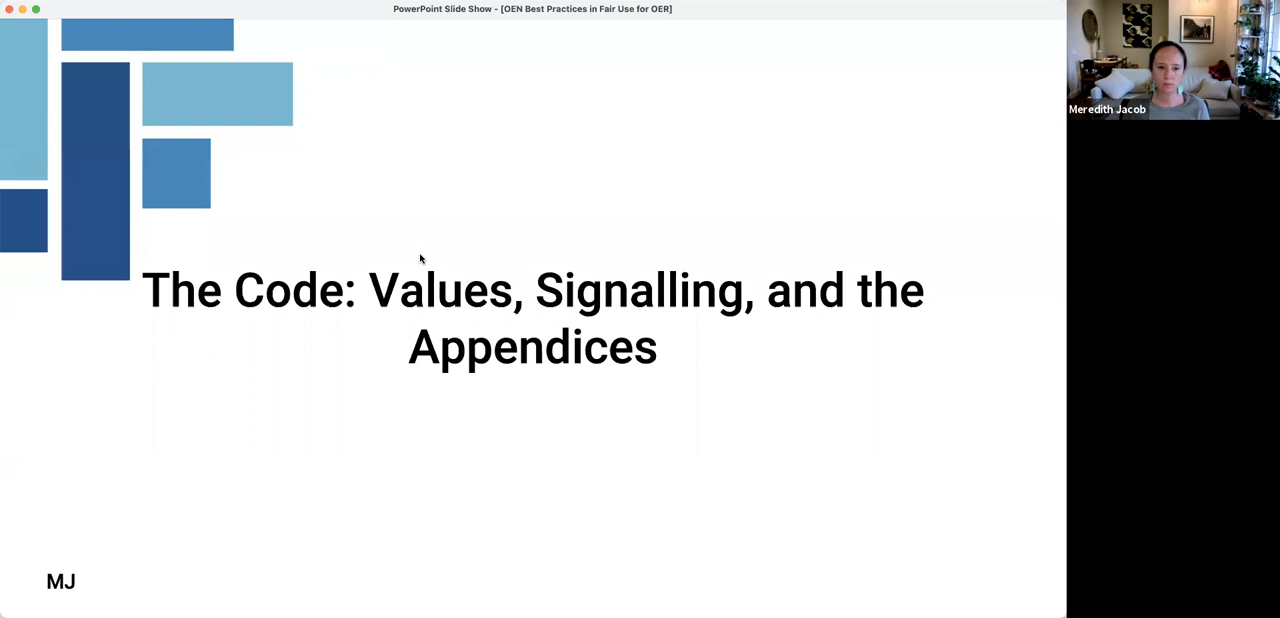 PowerPoint Slide Show - [OEN Best Practices in Fair Use for OER]
Meredith Jacob
The Code: Values, Signalling, and the
Appendices
MJ